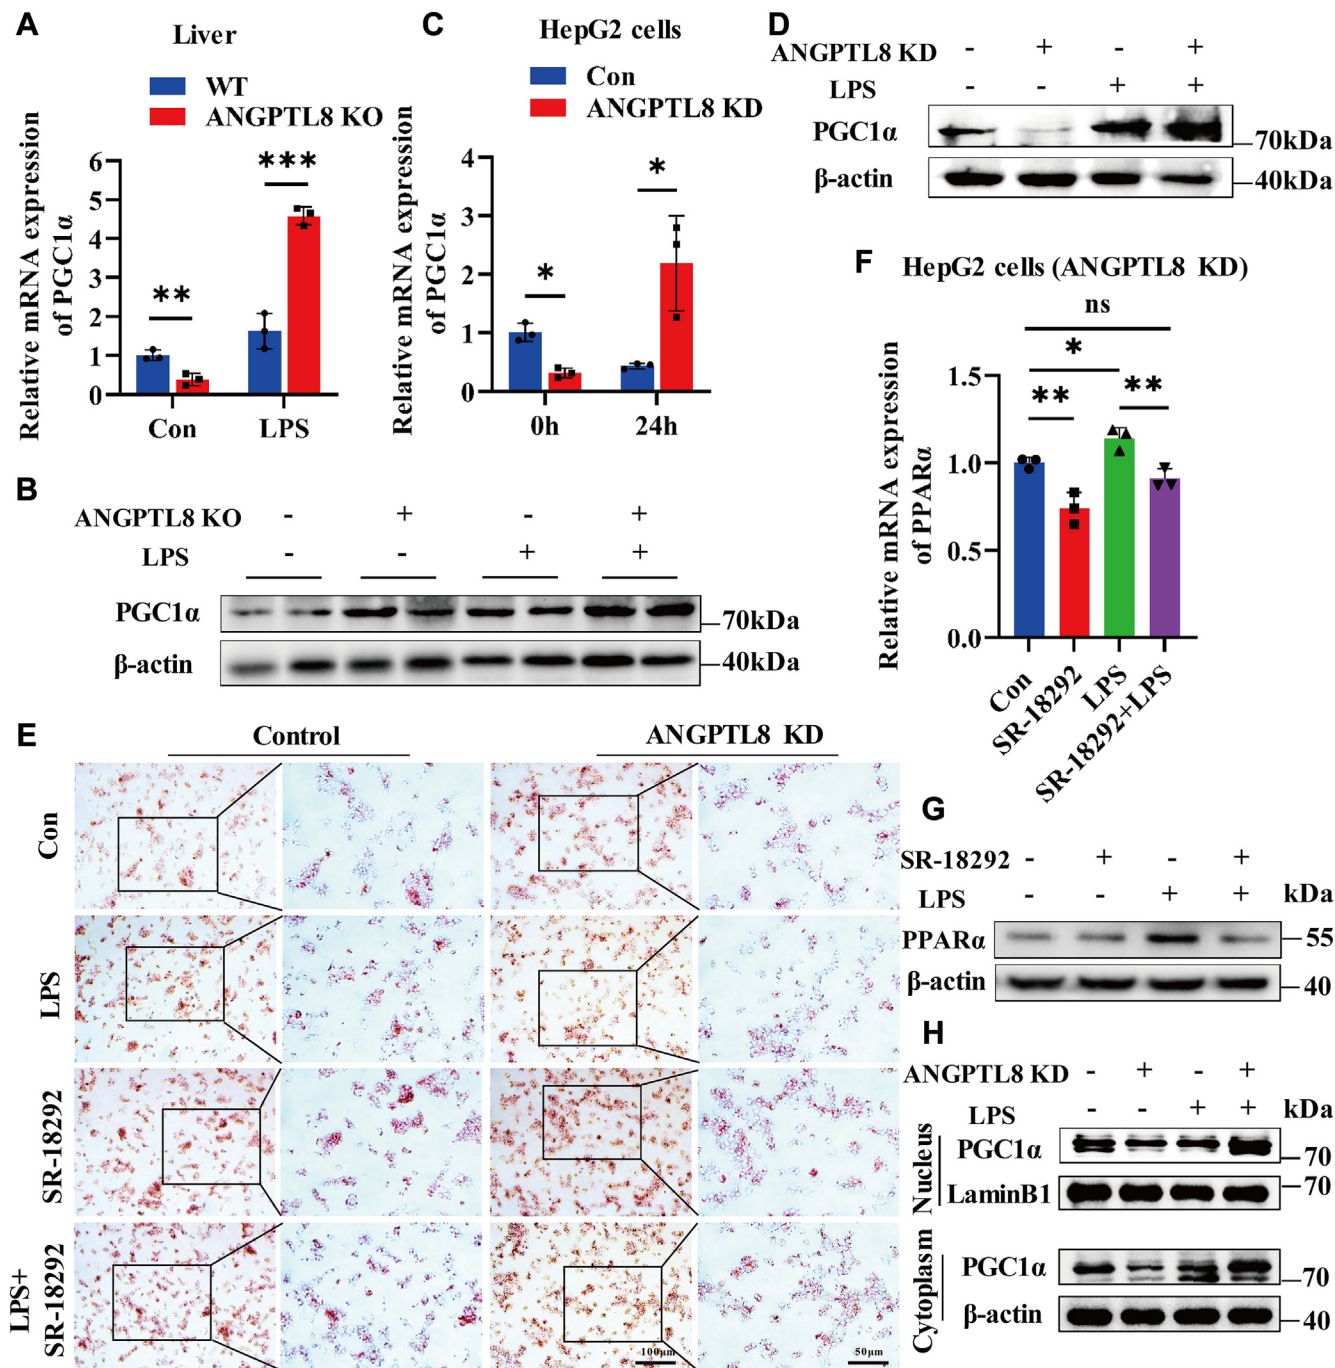 A
Liver
WT
ANGPTL8 KO
Relative mRNA expression
of PGC1α
6
5
4
3
2
1
0
** ***
Con LPS
C
HepG2 cells
Con
ANGPTL8 KD
Relative mRNA expression
of PGC1α
4
3
2
1
0
* *
0h 24h
D
ANGPTL8 KD - + - +
LPS - - + +
PGC1α 70kDa
β-actin 40kDa
B
ANGPTL8 KO - + - +
LPS - - + +
PGC1α 70kDa
β-actin 40kDa
F
HepG2 cells (ANGPTL8 KD)
ns
*
** **
Relative mRNA expression
of PPARα
1.5
1.0
0.5
0.0
Con
SR-18292
LPS
SR-18292+LPS
E
Control ANGPTL8 KD
Con
LPS
SR-18292
LPS+
SR-18292
100μm 50μm
G
SR-18292 - + - +
LPS - - + + kDa
PPARα 55
β-actin 40
H
ANGPTL8 KD - + - +
LPS - - + + kDa
Nucleus
PGC1α 70
LaminB1 70
Cytoplasm
PGC1α 70
β-actin 40